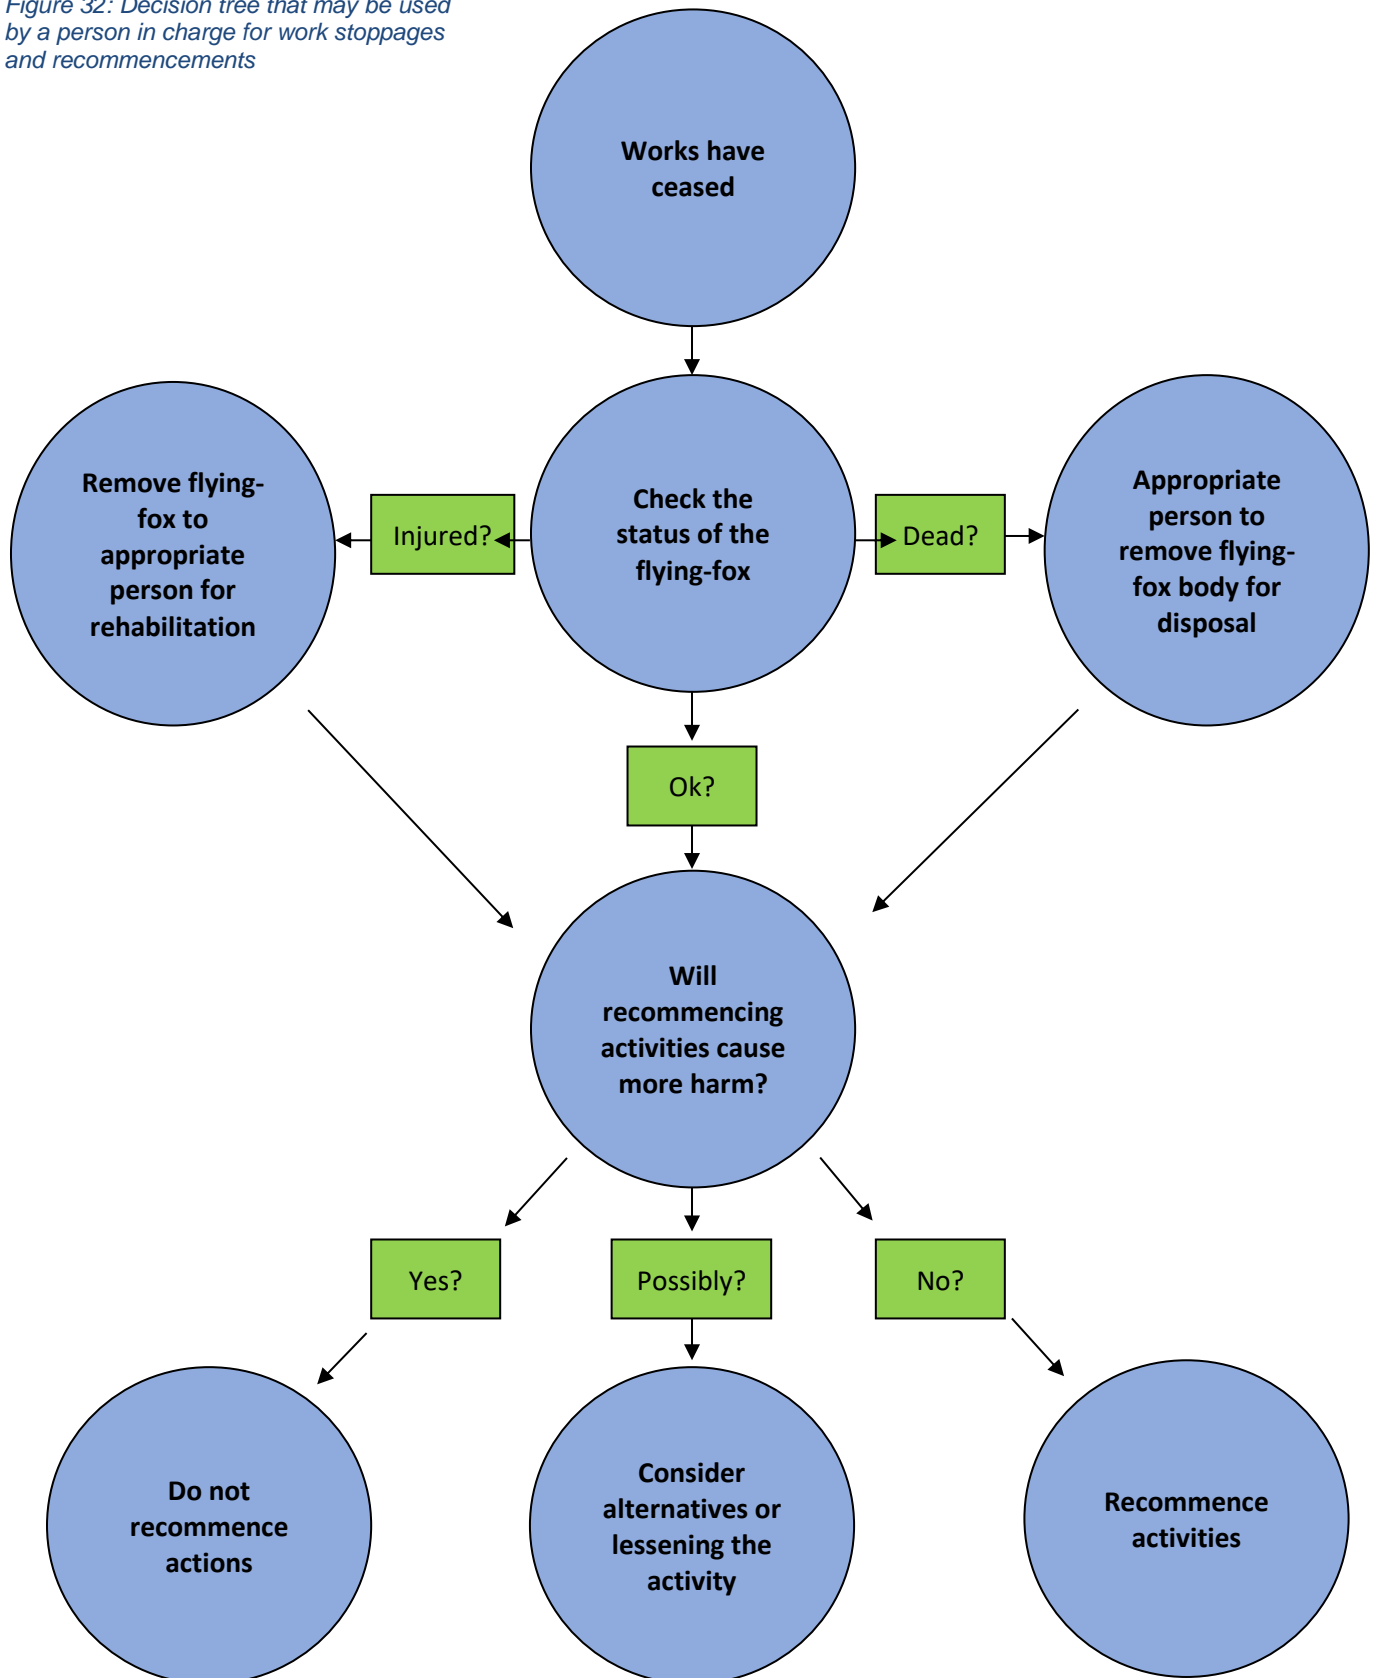 Figure 32: Decision tree that may be used
by a person in charge for work stoppages
and recommencements
Works have
ceased
Remove flying-
fox to
appropriate
person for
rehabilitation
Injured?
Check the
status of the
flying-fox
Dead?
Appropriate
person to
remove flying-
fox body for
disposal
Ok?
Will
recommencing
activities cause
more harm?
Yes?
Possibly?
No?
Do not
recommence
actions
Consider
alternatives or
lessening the
activity
Recommence
activities